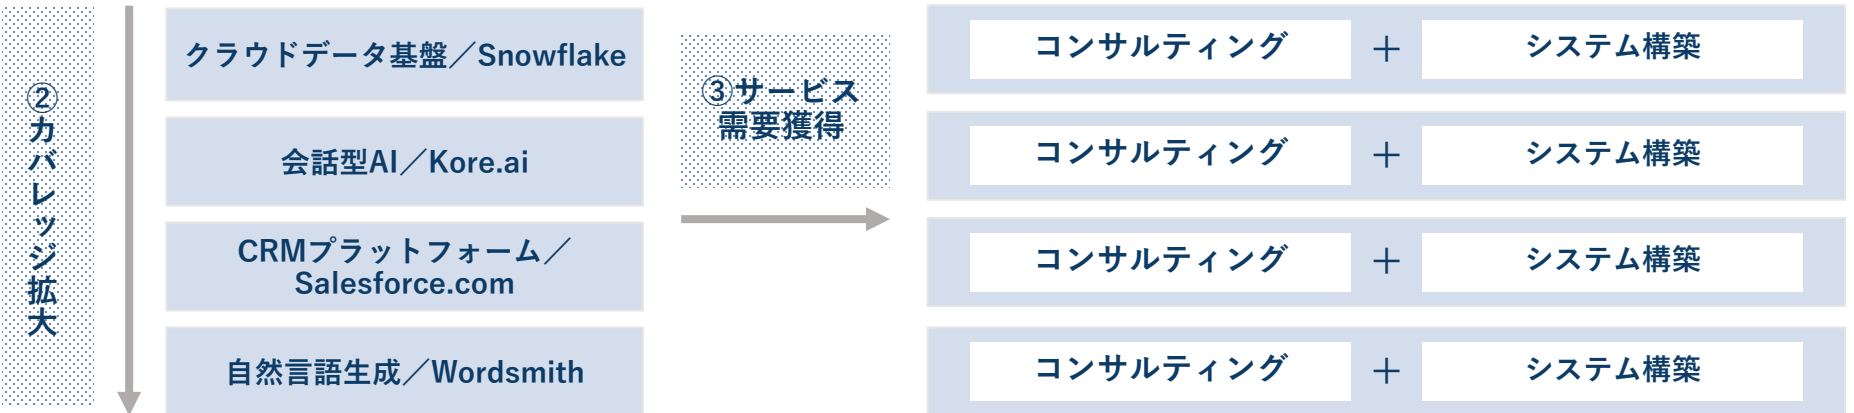 ②カバレッジ拡大
クラウドデータ基盤／Snowflake
会話型AI／Kore.ai
CRMプラットフォーム／
Salesforce.com
自然言語生成／Wordsmith
③サービス
需要獲得
コンサルティング ＋ システム構築
コンサルティング ＋ システム構築
コンサルティング ＋ システム構築
コンサルティング ＋ システム構築